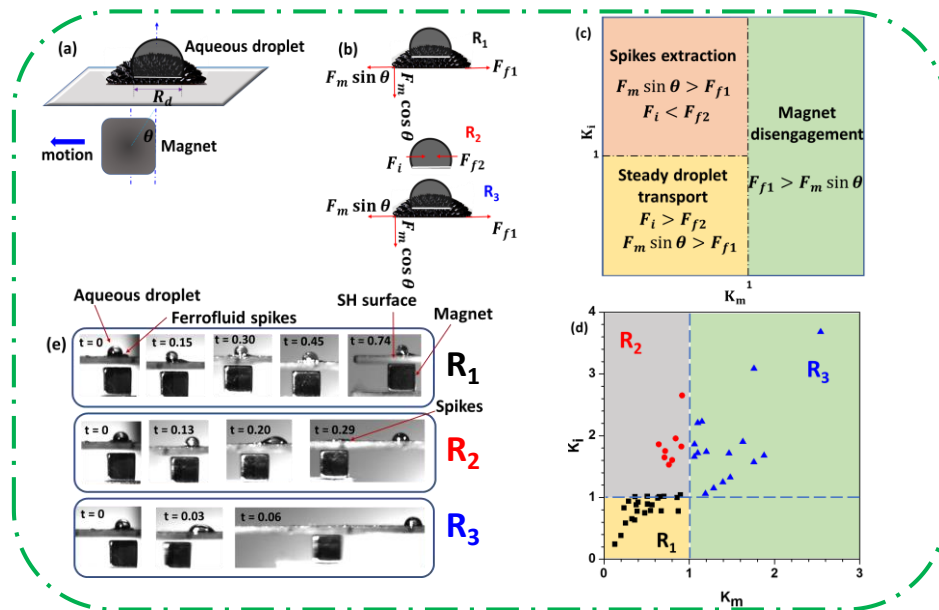 (a)
Aqueous droplet
R_d
θ
Magnet
motion
(b)
R₁
F_m sin θ
F_f1
F_m cos θ
R₂
F_i
F_f2
R₃
F_m sin θ
F_f1
F_m cos θ
(c)
Spikes extraction
F_m sin θ > F_f1
F_i < F_f2
Magnet
disengagement
F_f1 > F_m sin θ
K_i
1
Steady droplet
transport
F_i > F_f2
F_m sin θ > F_f1
1
K_m
Aqueous droplet
Ferrofluid spikes
SH surface
Magnet
(e)
t = 0
t = 0.15
t = 0.30
t = 0.45
t = 0.74
R₁
Spikes
t = 0
t = 0.13
t = 0.20
t = 0.29
R₂
t = 0
t = 0.03
t = 0.06
R₃
(d)
4
3
2
1
0
K_i
R₂
R₃
R₁
0
1
2
3
K_m